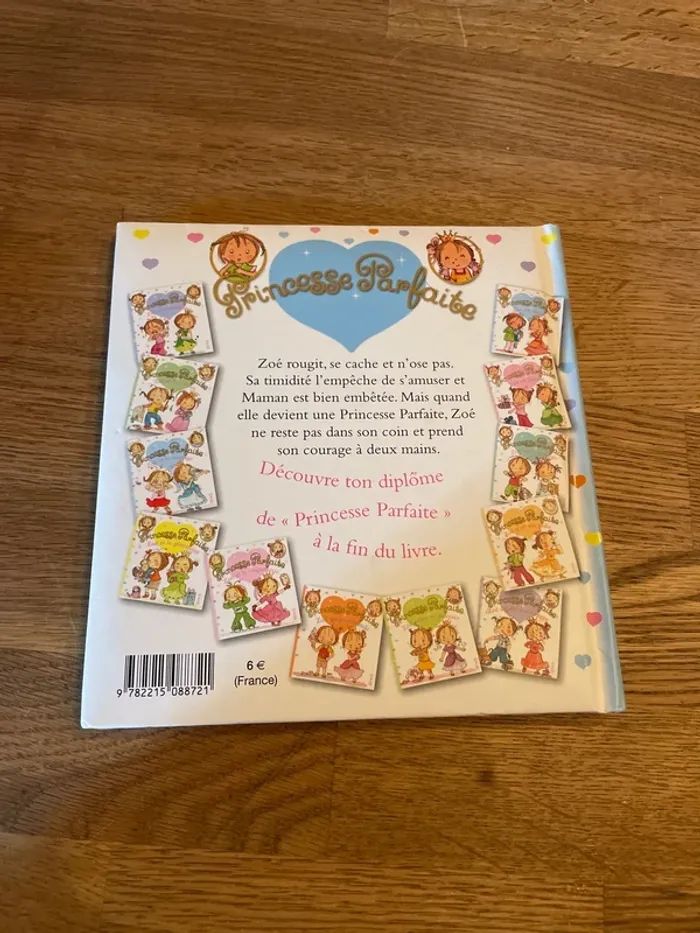 Princesse Parfaite
Zoé rougit, se cache et n'ose pas.
Sa timidité l'empêche de s'amuser et
Maman est bien embêtée. Mais quand
elle devient une Princesse Parfaite, Zoé
ne reste pas dans son coin et prend
son courage à deux mains.
Découvre ton diplôme
de « Princesse Parfaite »
à la fin du livre.
6 €
(France)
9 782215 088721